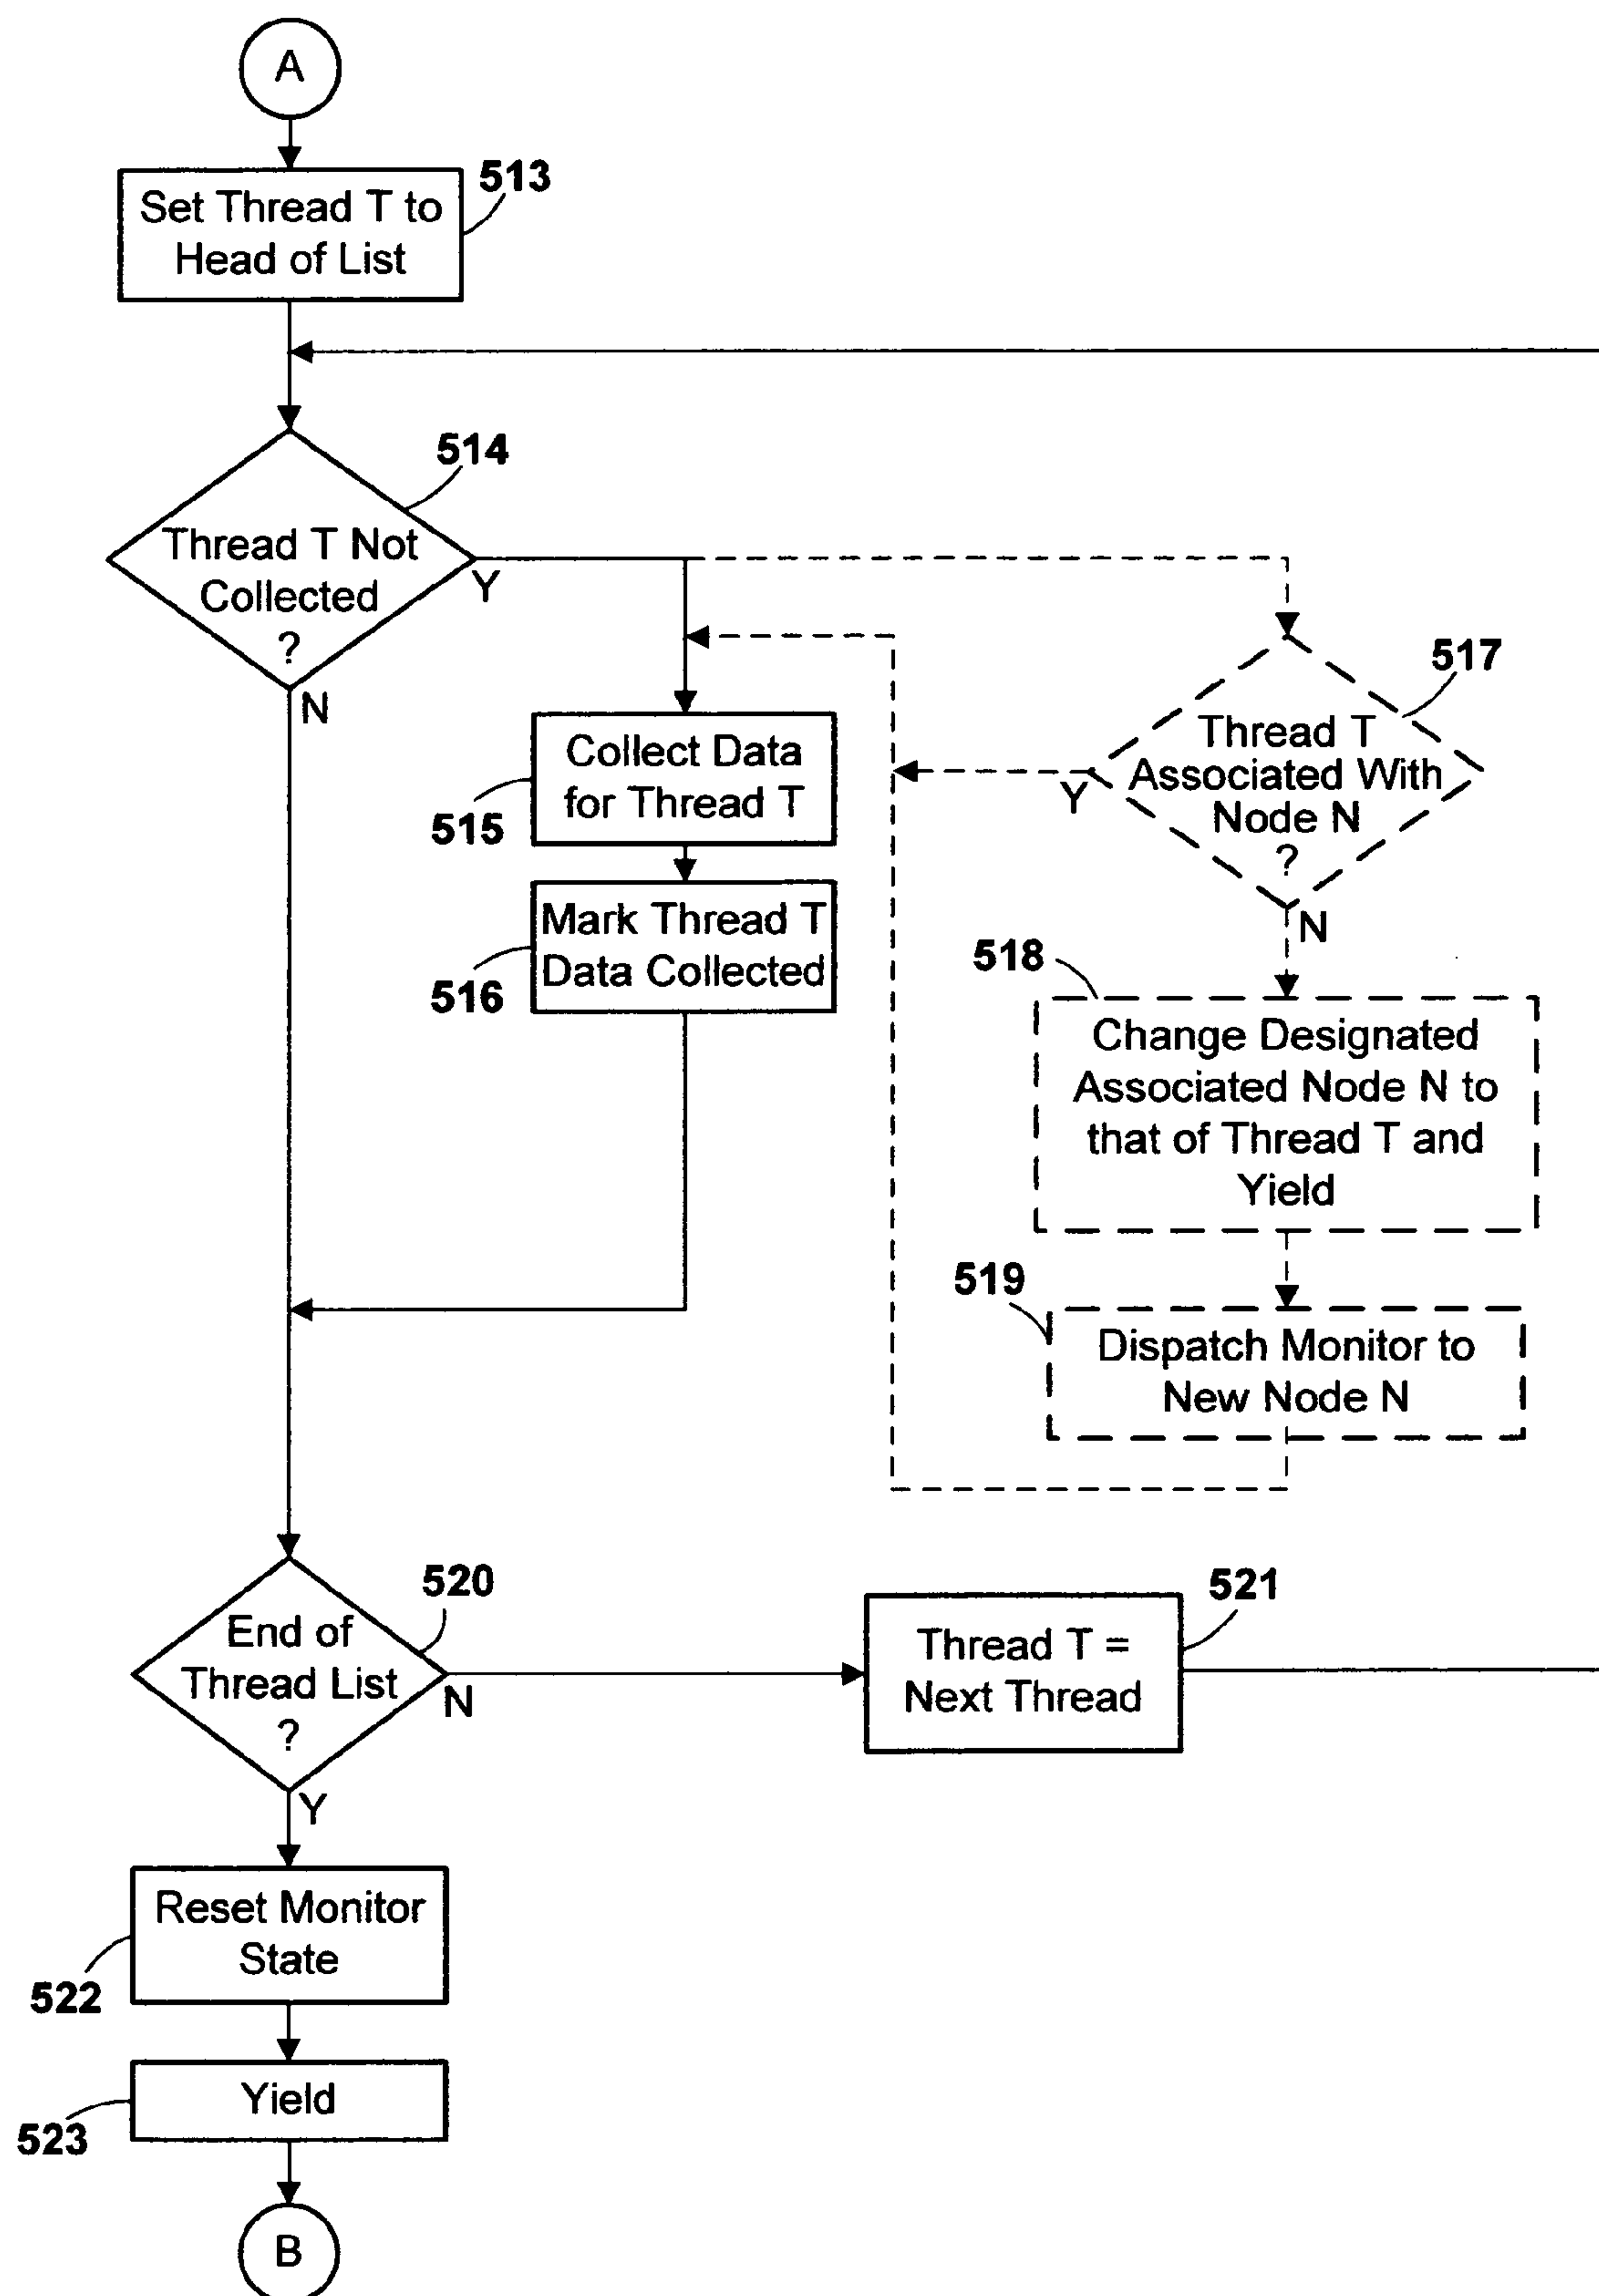 A
513
Set Thread T to
Head of List
514
Thread T Not
Collected
?
Y
N
517
Thread T
Associated With
Node N
?
Y
N
Collect Data
for Thread T
515
Mark Thread T
Data Collected
516
518
Change Designated
Associated Node N to
that of Thread T and
Yield
519
Dispatch Monitor to
New Node N
520
End of
Thread List
?
N
Y
521
Thread T =
Next Thread
Reset Monitor
State
522
Yield
523
B